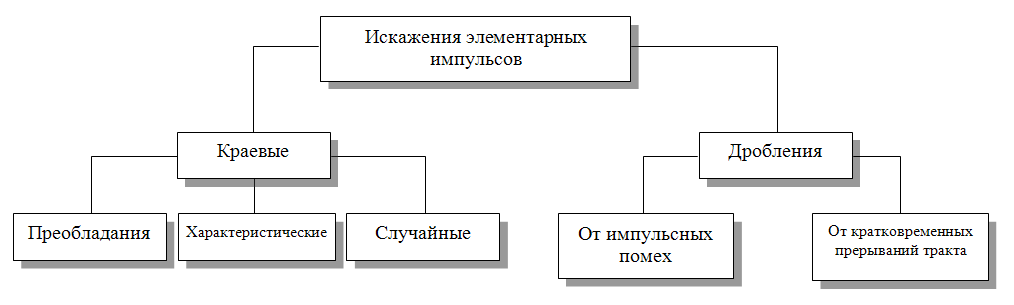 Искажения элементарных
импульсов
Краевые
Дробления
Преобладания
Характеристические
Случайные
От импульсных
помех
От кратковременных
прерываний тракта